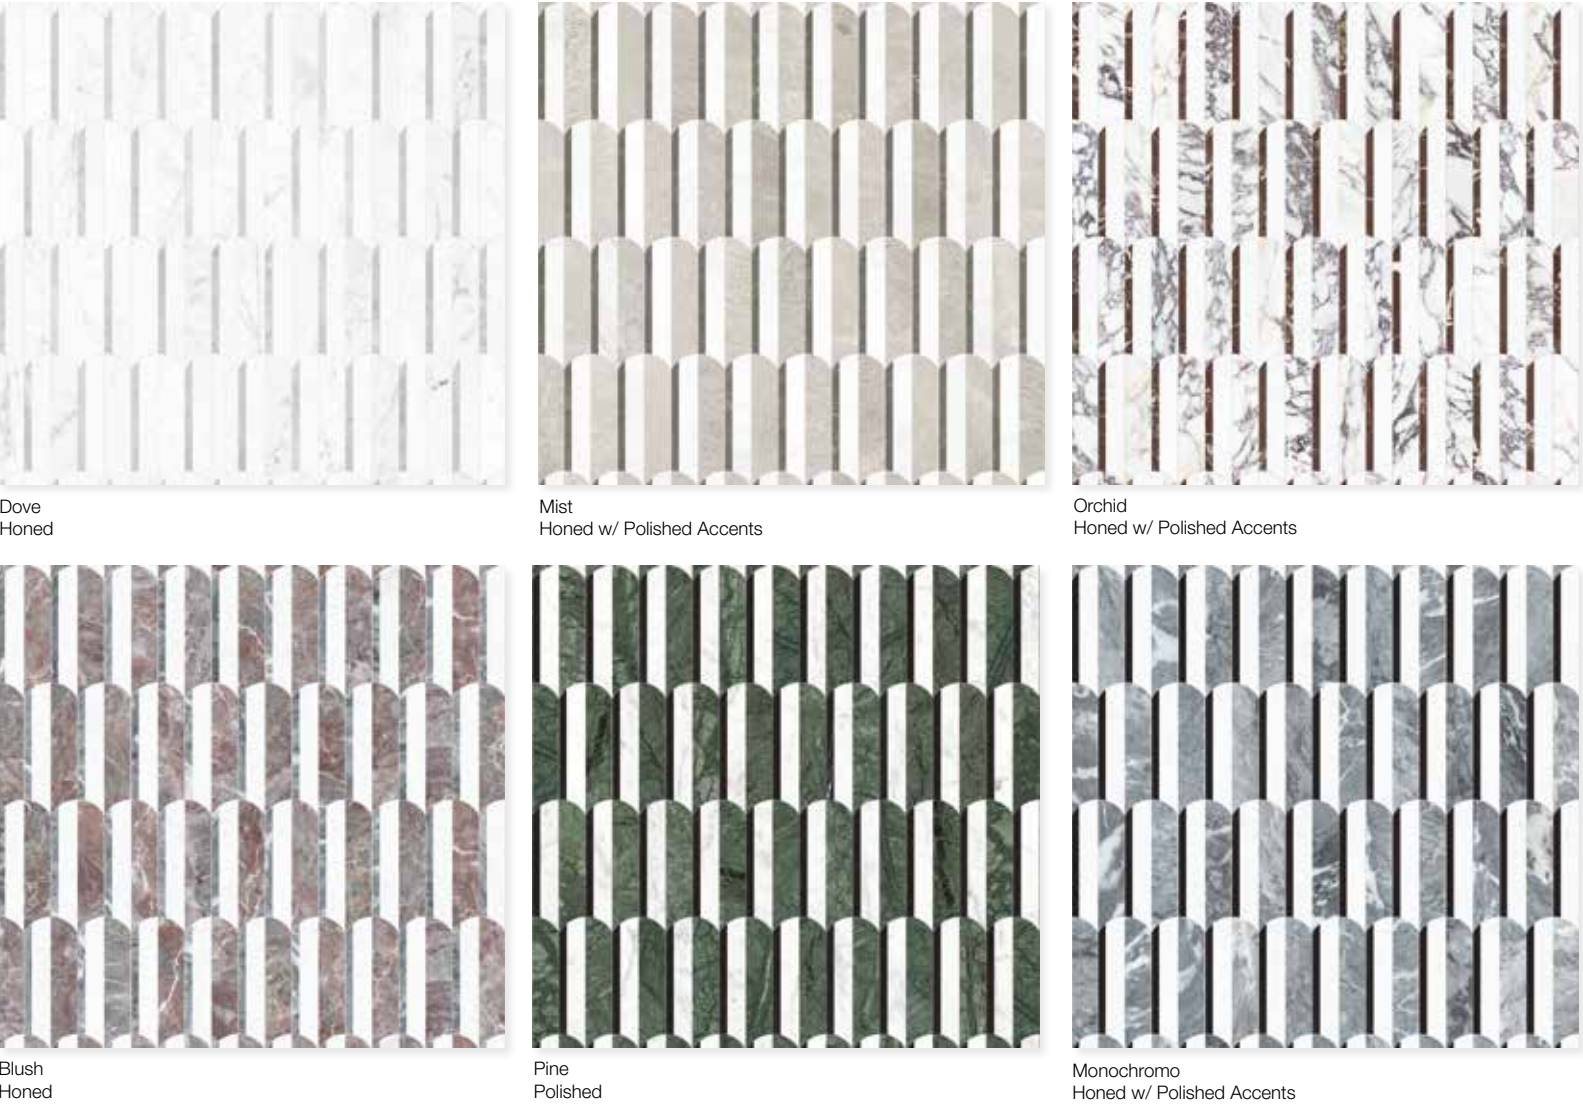 Dove
Honed
Mist
Honed w/ Polished Accents
Orchid
Honed w/ Polished Accents
Blush
Honed
Pine
Polished
Monochromo
Honed w/ Polished Accents